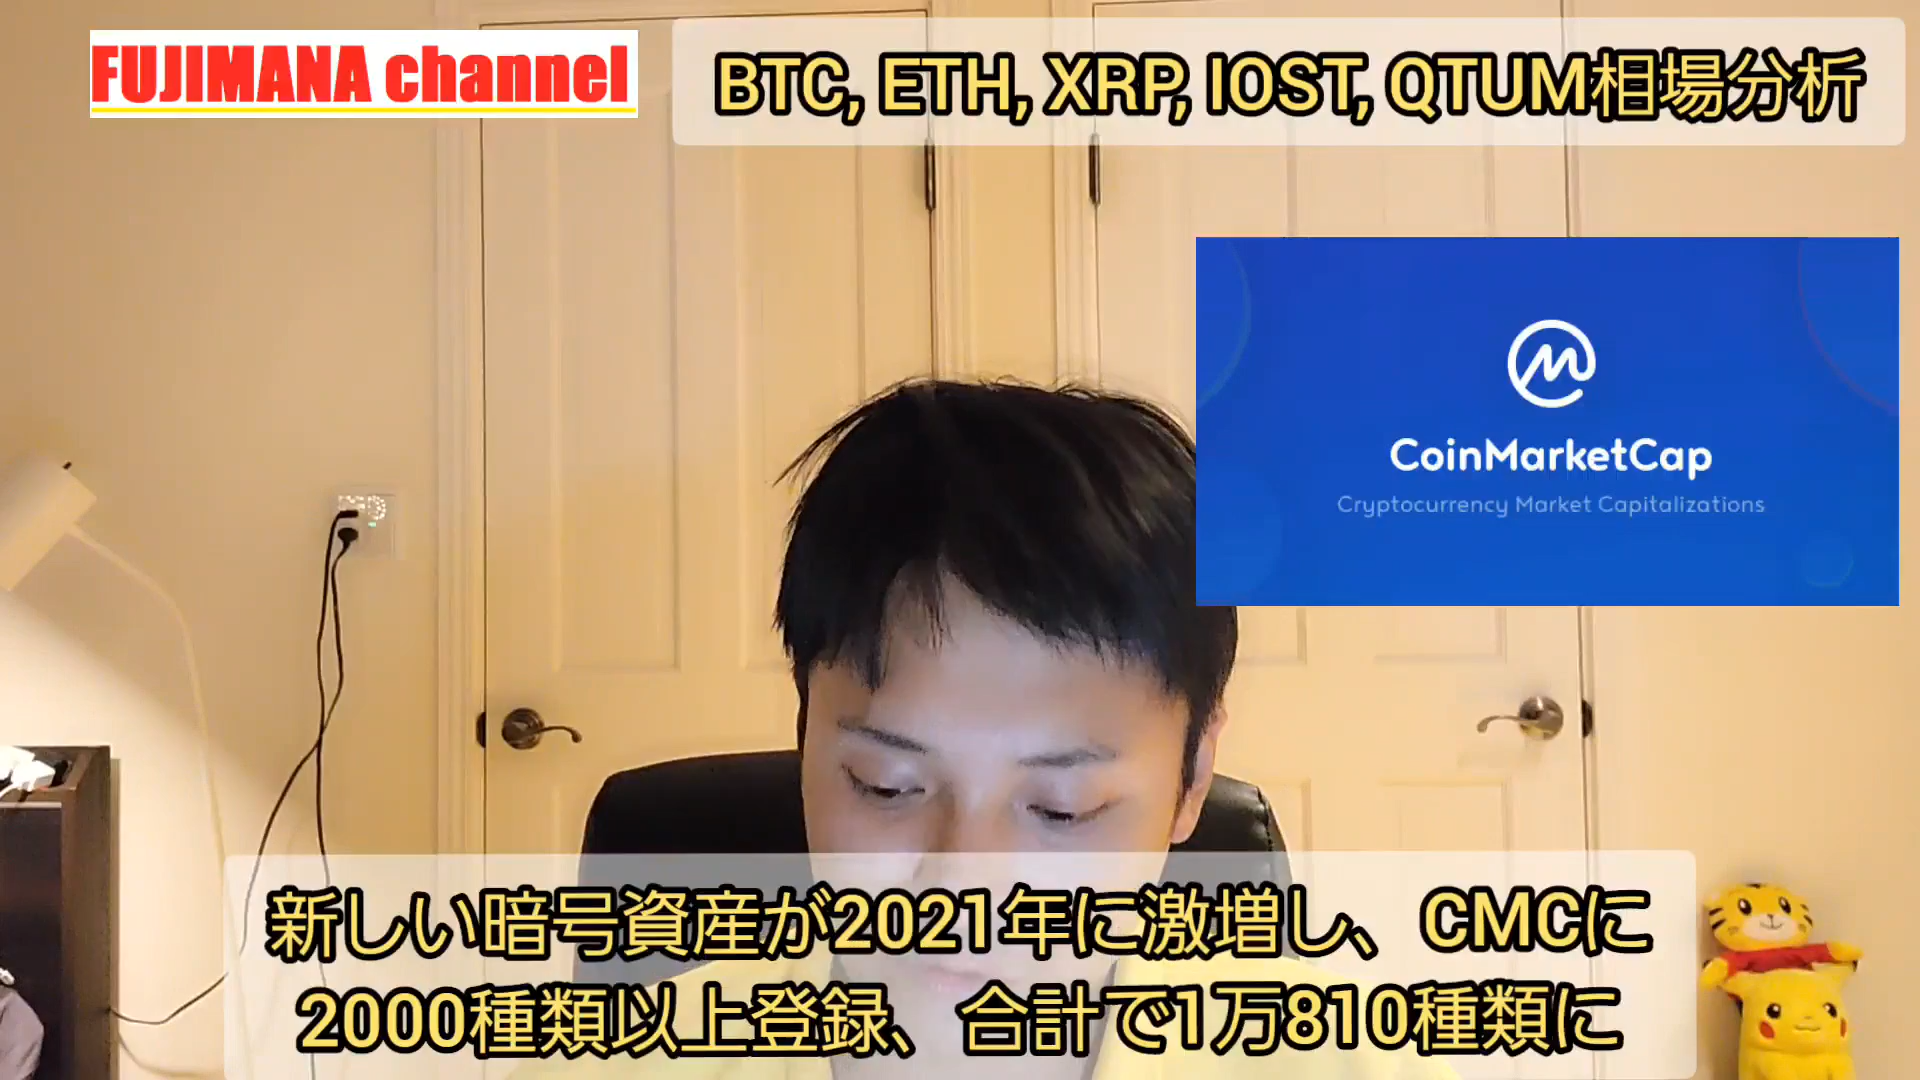 FUJIMANA channel
BTC, ETH, XRP, IOST, QTUM相場分析
CoinMarketCap
Cryptocurrency Market Capitalizations
新しい暗号資産が2021年に激増し、CMCに
2000種類以上登録、合計で1万810種類に